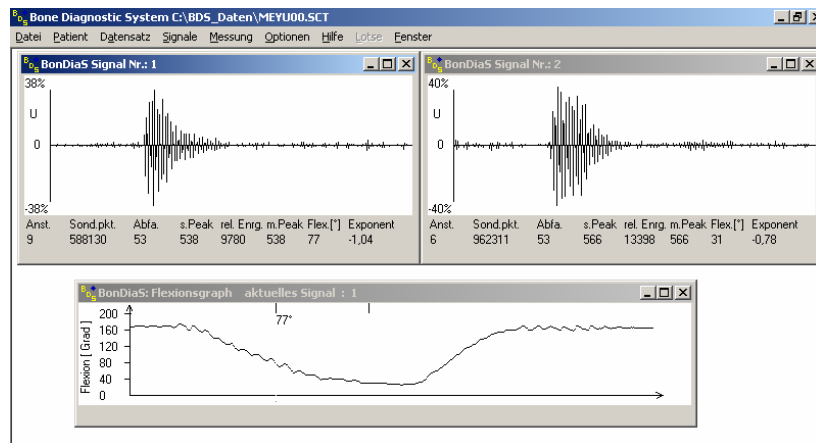 Bone Diagnostic System C:\BDS_Daten\MEYU00.SCT
Datei Patient Datensatz Signale Messung Optionen Hilfe Lotse Fenster
BonDiaS Signal Nr.: 1
38%
U
0
-38%
Anst. Sond.pkt. Abfa. s.Peak rel. Enrg. m.Peak Flex.[°] Exponent
9 588130 53 538 9780 538 77 -1,04
BonDiaS Signal Nr.: 2
40%
U
0
-40%
Anst. Sond.pkt. Abfa. s.Peak rel. Enrg. m.Peak Flex.[°] Exponent
6 962311 53 566 13398 566 31 -0,78
BonDiaS: Flexionsgraph aktuelles Signal : 1
Flexion [ Grad ]
200
160
120
80
40
0
77°